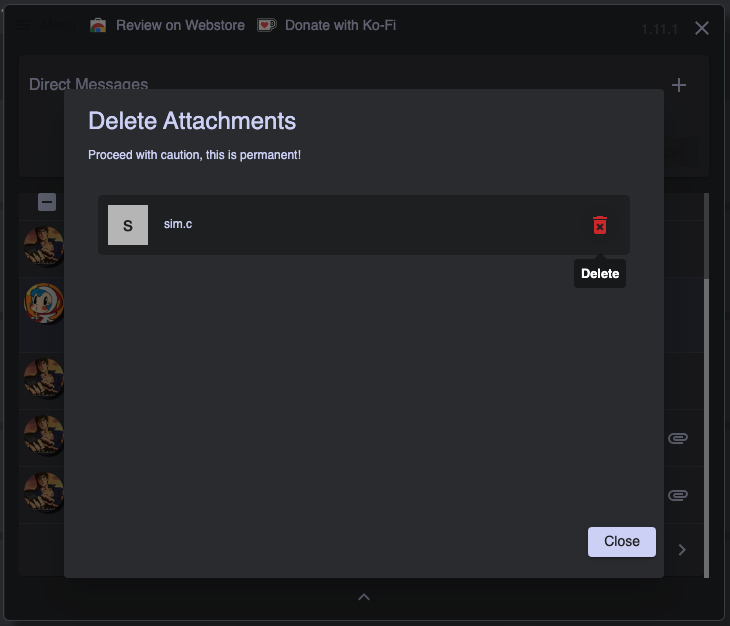 Review on Webstore Donate with Ko-Fi
1.11.1
Direct Messages
Delete Attachments
Proceed with caution, this is permanent!
S sim.c
Delete
Close